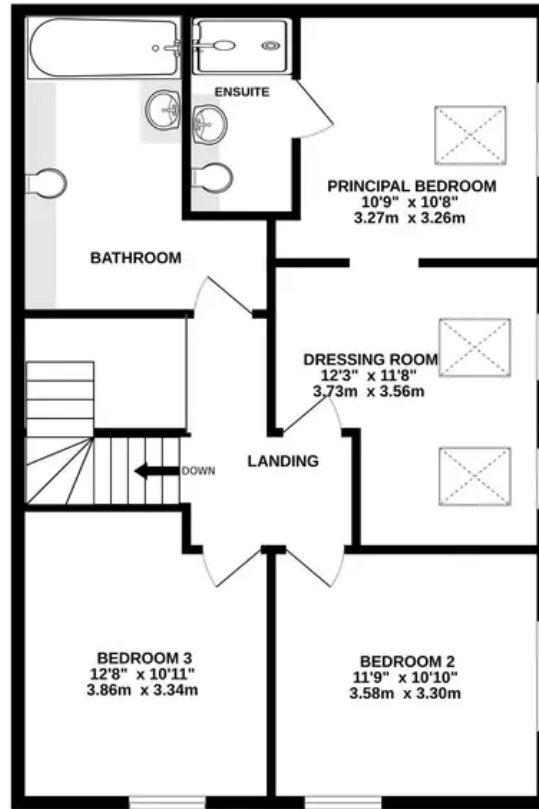 ENSUITE
PRINCIPAL BEDROOM
10'9" x 10'8"
3.27m x 3.26m
BATHROOM
DRESSING ROOM
12'3" x 11'8"
3.73m x 3.56m
LANDING
DOWN
BEDROOM 3
12'8" x 10'11"
3.86m x 3.34m
BEDROOM 2
11'9" x 10'10"
3.58m x 3.30m